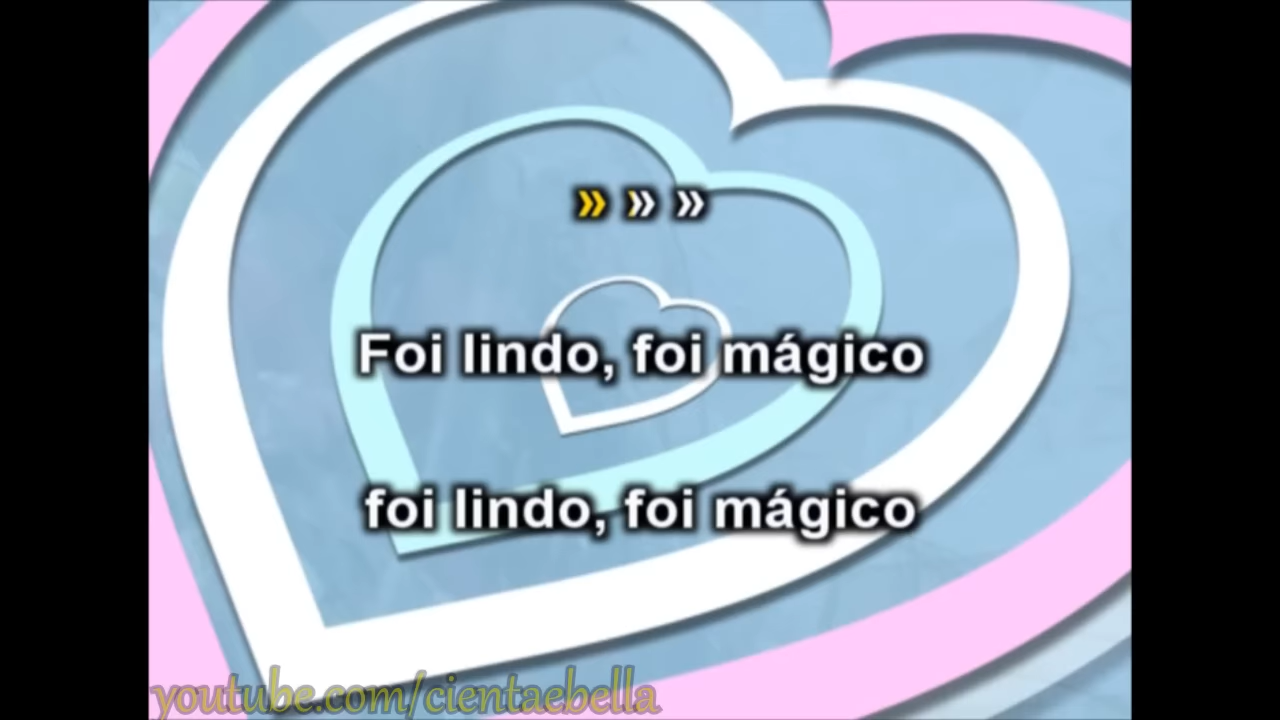 » » »
Foi lindo, foi mágico
foi lindo, foi mágico
youtube.com/cientaebella